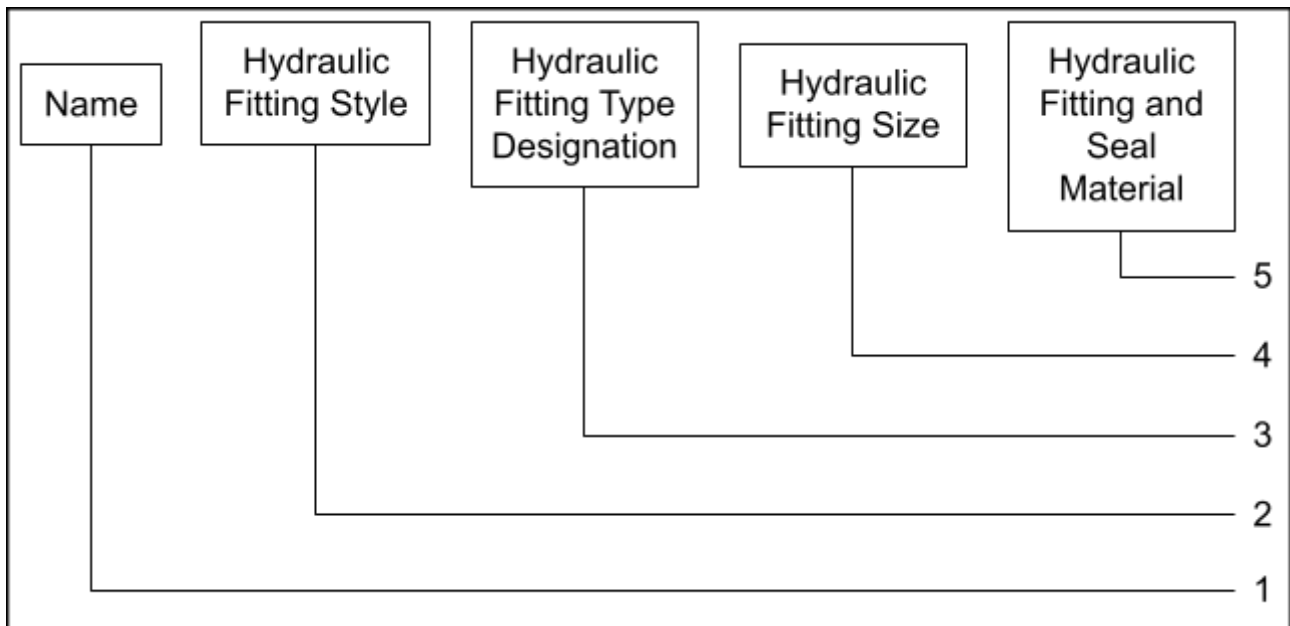 Name
Hydraulic
Fitting Style
Hydraulic
Fitting Type
Designation
Hydraulic
Fitting Size
Hydraulic
Fitting and
Seal
Material
5
4
3
2
1